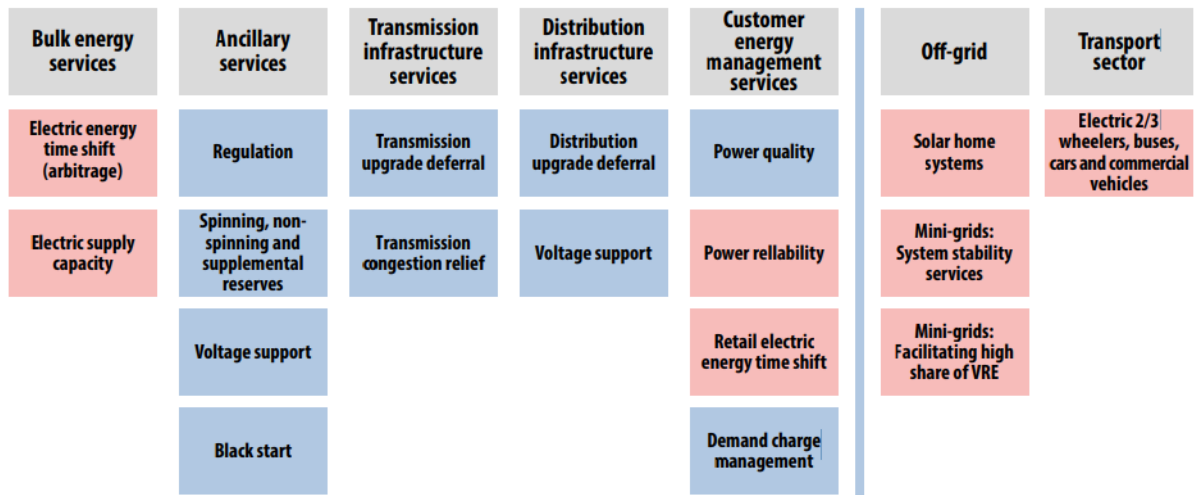 Bulk energy
services
Ancillary
services
Transmission
infrastructure
services
Distribution
infrastructure
services
Customer
energy
management
services
Off-grid
Transport
sector
Electric energy
time shift
(arbitrage)
Regulation
Transmission
upgrade deferral
Distribution
upgrade deferral
Power quality
Solar home
systems
Electric 2/3
wheelers, buses,
cars and commercial
vehicles
Electric supply
capacity
Spinning, non-
spinning and
supplemental
reserves
Transmission
congestion relief
Voltage support
Power rellability
Mini-grids:
System stability
services
Voltage support
Retail electric
energy time shift
Mini-grids:
Facilitating high
share of VRE
Black start
Demand charge
management